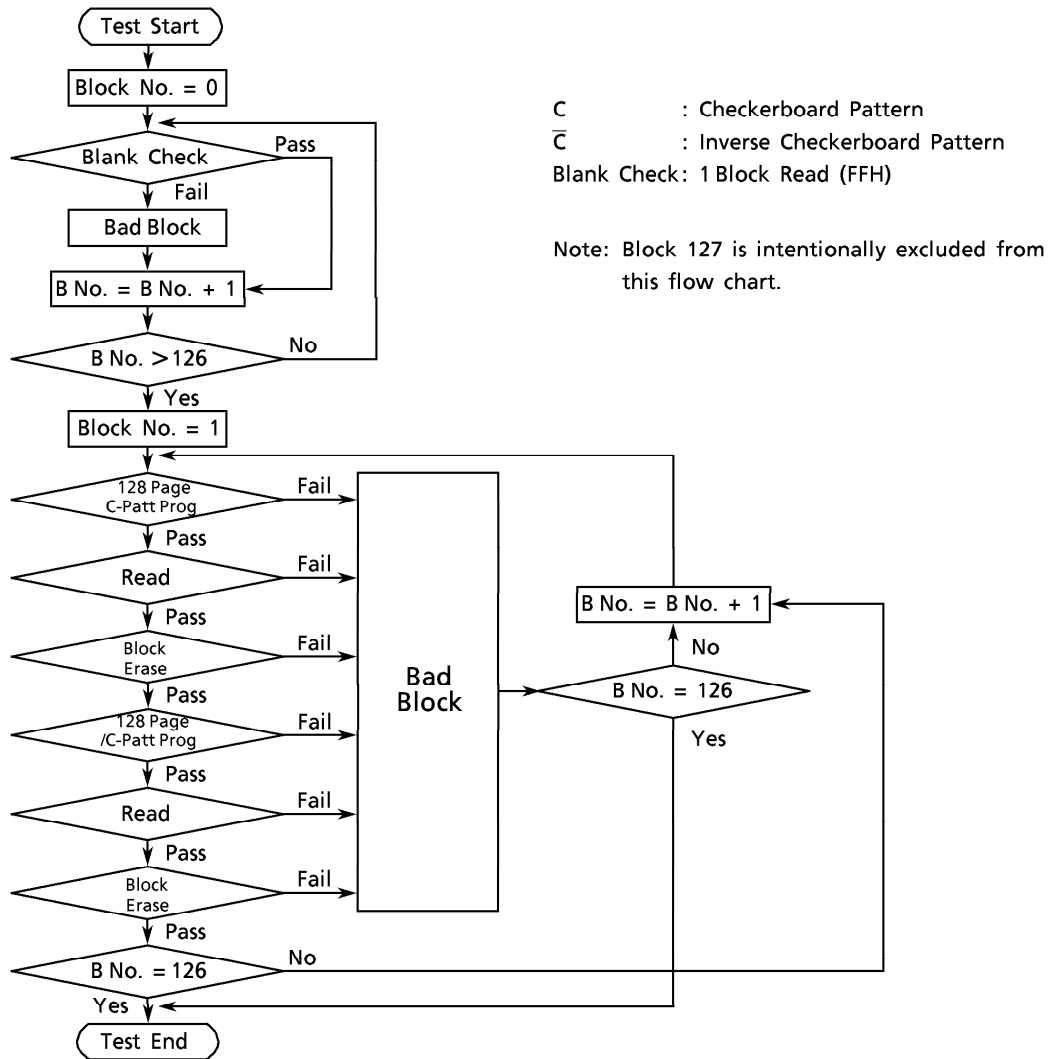 Test Start
Block No. = 0
Blank Check
Pass
Fail
Bad Block
B No. = B No. + 1
B No. > 126
No
Yes
Block No. = 1
C : Checkerboard Pattern
C̅ : Inverse Checkerboard Pattern
Blank Check: 1 Block Read (FFH)
Note: Block 127 is intentionally excluded from
this flow chart.
128 Page
C-Patt Prog
Fail
Pass
Read
Fail
Pass
Block
Erase
Fail
Pass
128 Page
/C-Patt Prog
Fail
Pass
Read
Fail
Pass
Block
Erase
Fail
Pass
B No. = 126
No
Yes
Test End
Bad
Block
B No. = B No. + 1
No
B No. = 126
Yes